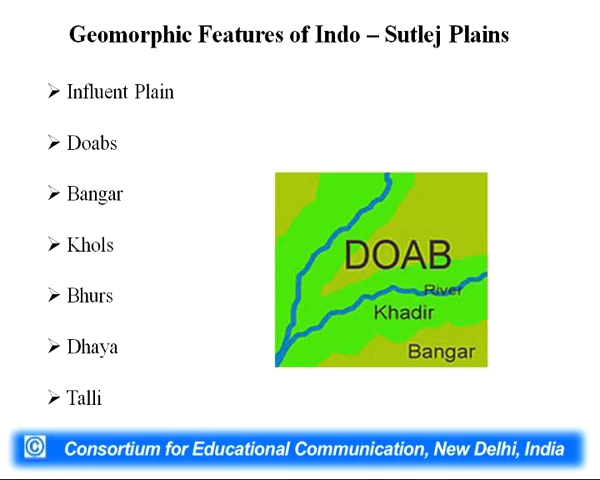 Geomorphic Features of Indo – Sutlej Plains
➢ Influent Plain
➢ Doabs
➢ Bangar
➢ Khols
➢ Bhurs
➢ Dhaya
➢ Talli
DOAB
River
Khadir
Bangar
© Consortium for Educational Communication, New Delhi, India